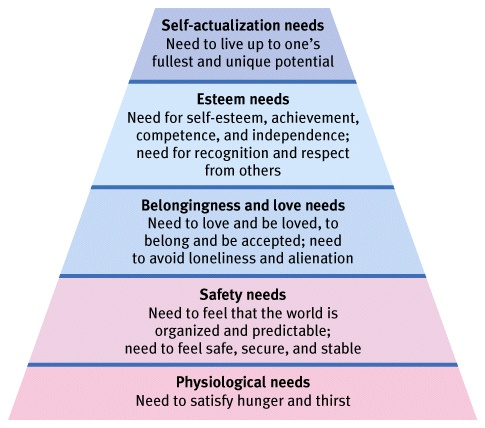 Self-actualization needs
Need to live up to one's
fullest and unique potential
Esteem needs
Need for self-esteem, achievement,
competence, and independence;
need for recognition and respect
from others
Belongingness and love needs
Need to love and be loved, to
belong and be accepted; need
to avoid loneliness and alienation
Safety needs
Need to feel that the world is
organized and predictable;
need to feel safe, secure, and stable
Physiological needs
Need to satisfy hunger and thirst